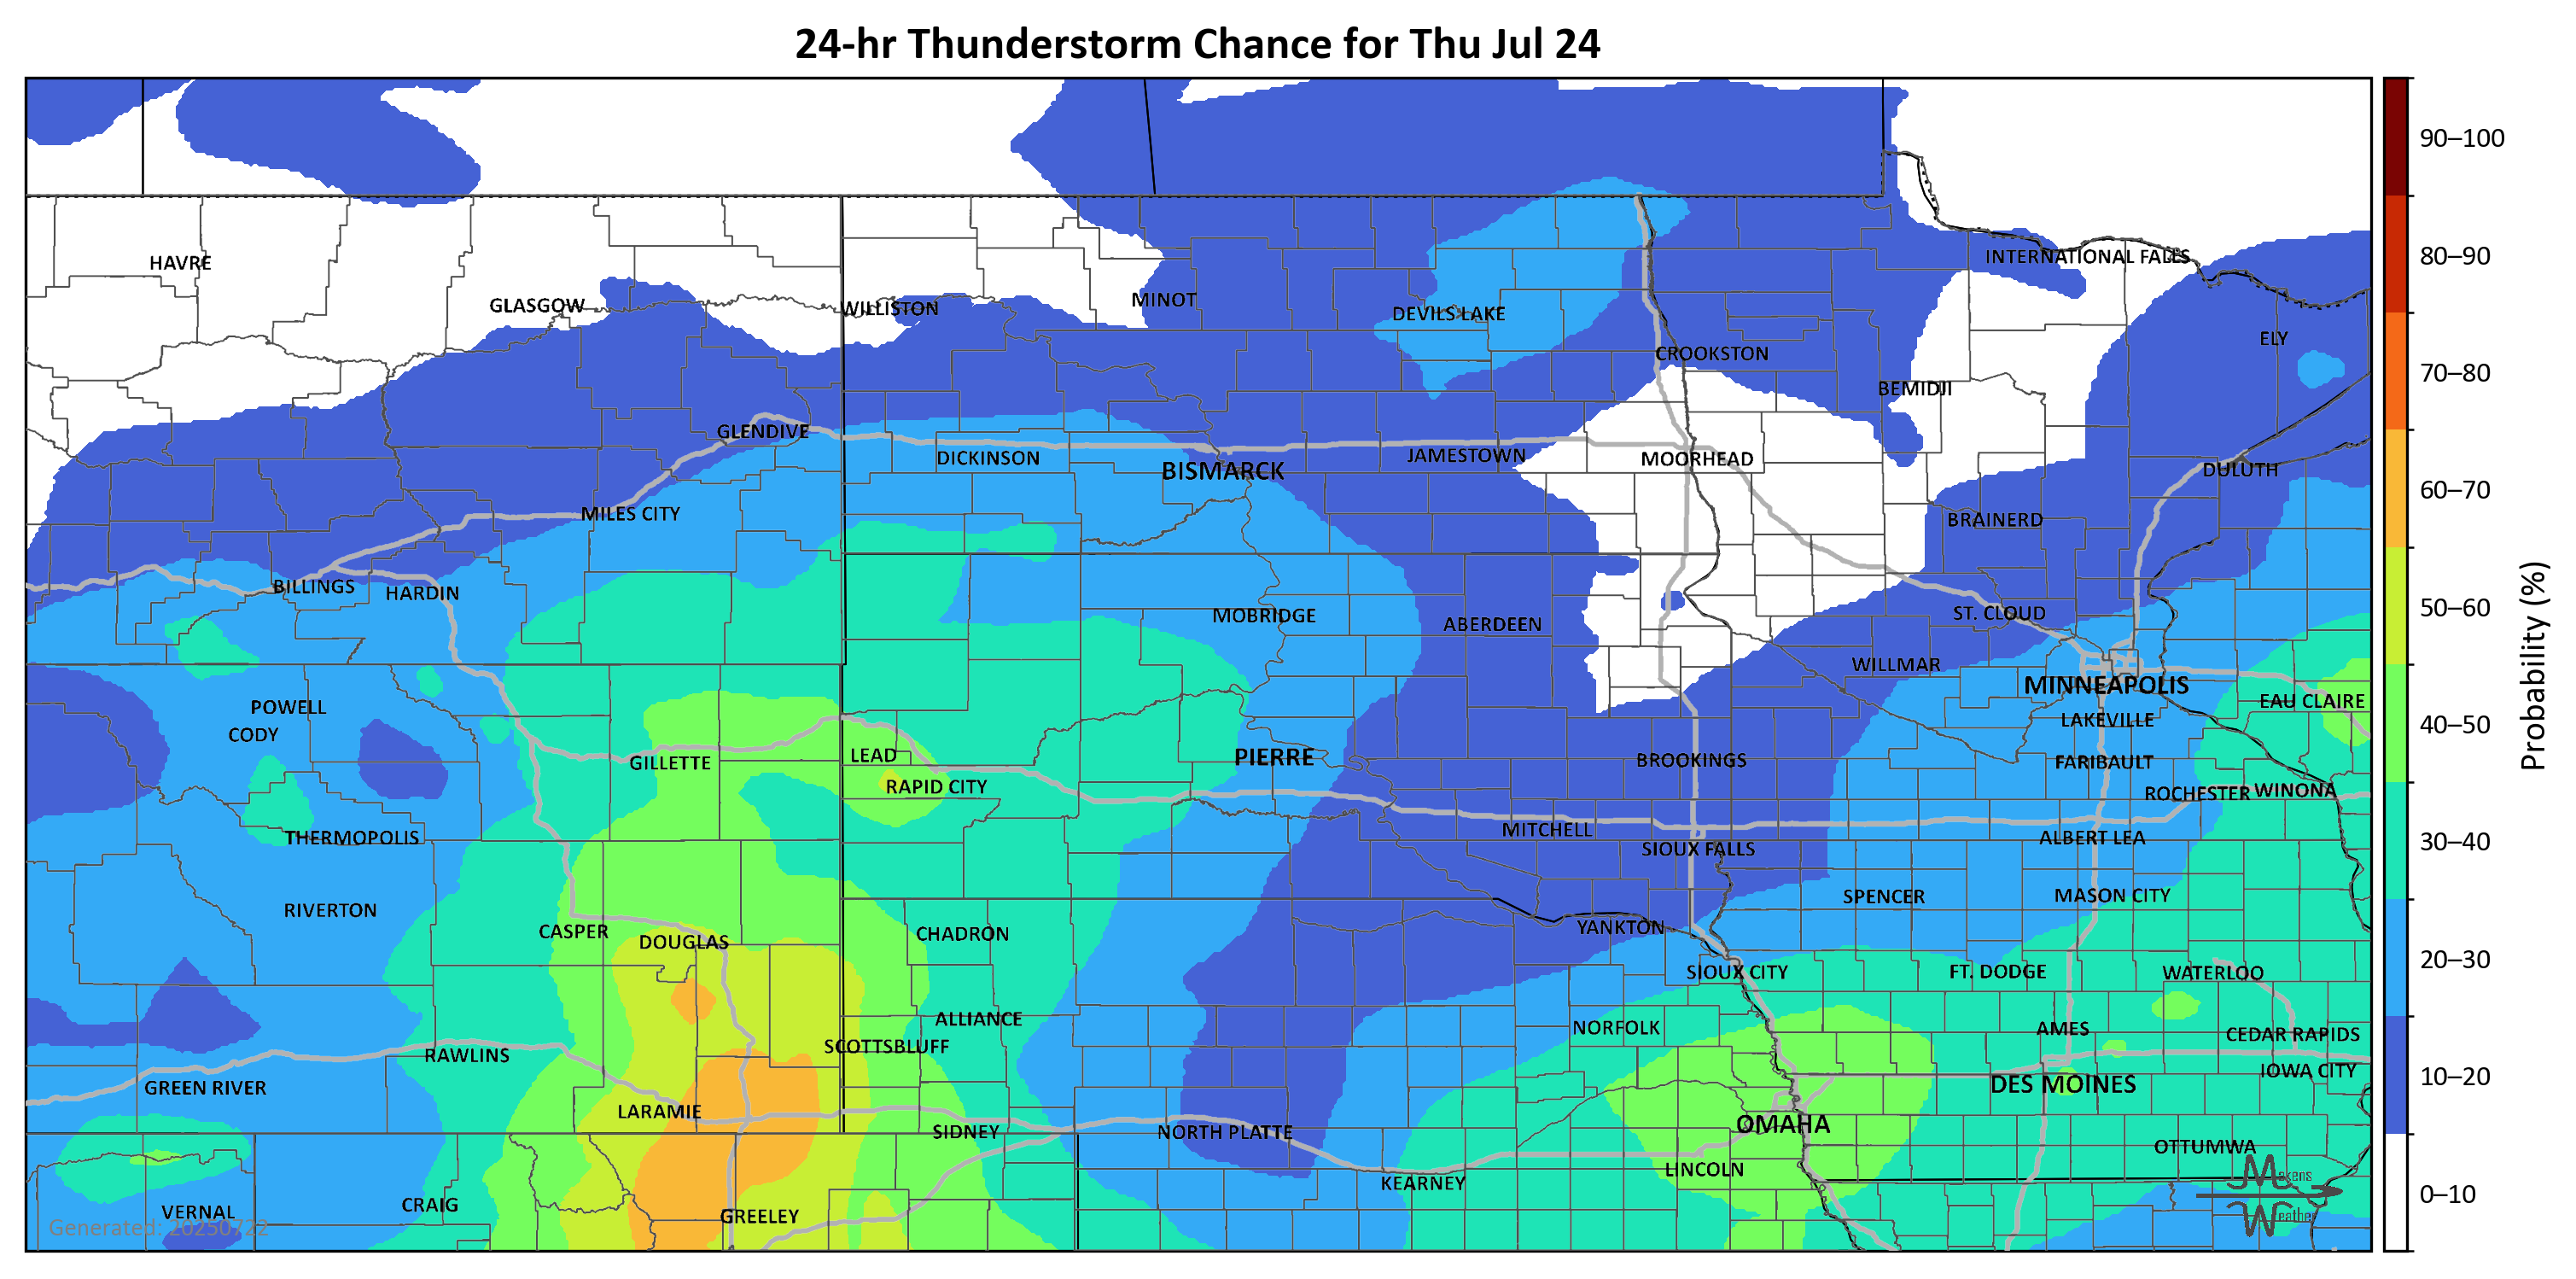 24-hr Thunderstorm Chance for Thu Jul 24
90–100
80–90
70–80
60–70
50–60
40–50
30–40
20–30
10–20
0–10
Probability (%)
HAVRE
INTERNATIONAL FALLS
GLASGOW
WILLISTON
MINOT
DEVILS LAKE
ELY
CROOKSTON
BEMIDJI
GLENDIVE
DICKINSON
BISMARCK
JAMESTOWN
MOORHEAD
DULUTH
MILES CITY
BRAINERD
BILLINGS
HARDIN
MOBRIDGE
ABERDEEN
ST. CLOUD
WILLMAR
MINNEAPOLIS
EAU CLAIRE
POWELL
CODY
LAKEVILLE
GILLETTE
LEAD
PIERRE
BROOKINGS
FARIBAULT
RAPID CITY
ROCHESTER
WINONA
THERMOPOLIS
MITCHELL
ALBERT LEA
SIOUX FALLS
RIVERTON
SPENCER
MASON CITY
CASPER
DOUGLAS
CHADRON
YANKTON
SIOUX CITY
FT. DODGE
WATERLOO
ALLIANCE
NORFOLK
AMES
CEDAR RAPIDS
RAWLINS
SCOTTSBLUFF
GREEN RIVER
DES MOINES
IOWA CITY
LARAMIE
SIDNEY
NORTH PLATTE
OMAHA
OTTUMWA
LINCOLN
KEARNEY
CRAIG
VERNAL
GREELEY
Generated: 20250722
Makens
Weather